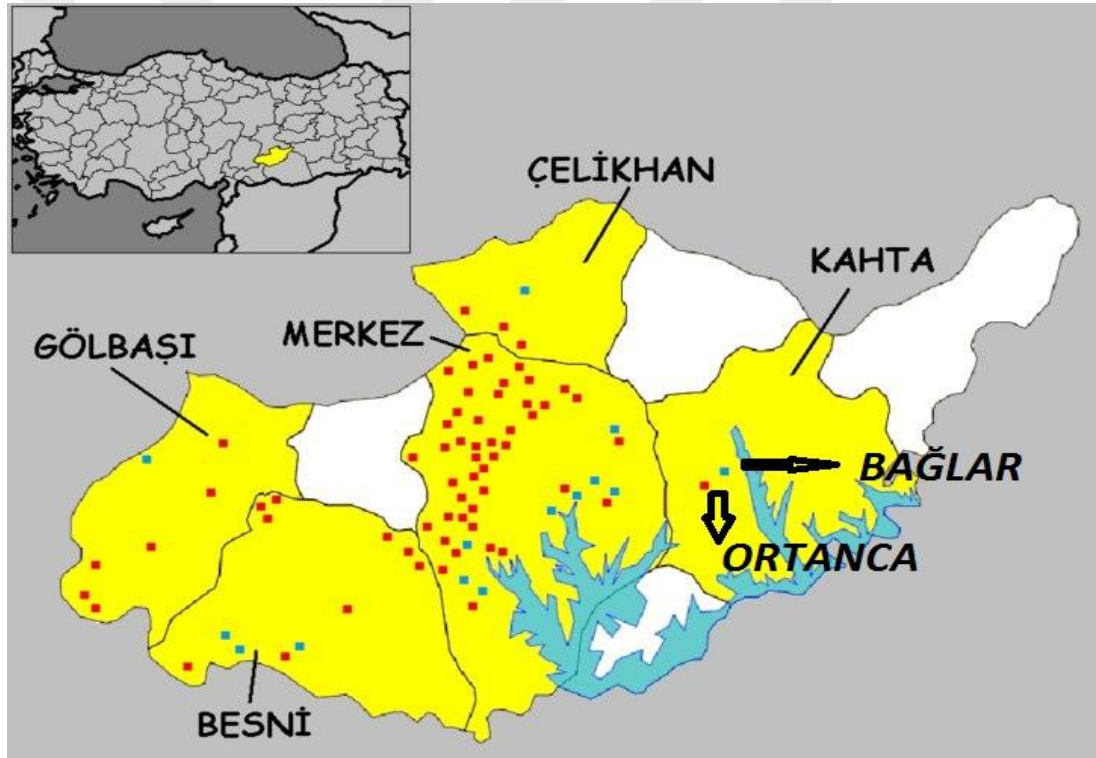 ÇELİKHAN
KAHTA
MERKEZ
GÖLBAŞI
BAĞLAR
ORTANCA
BESNİ